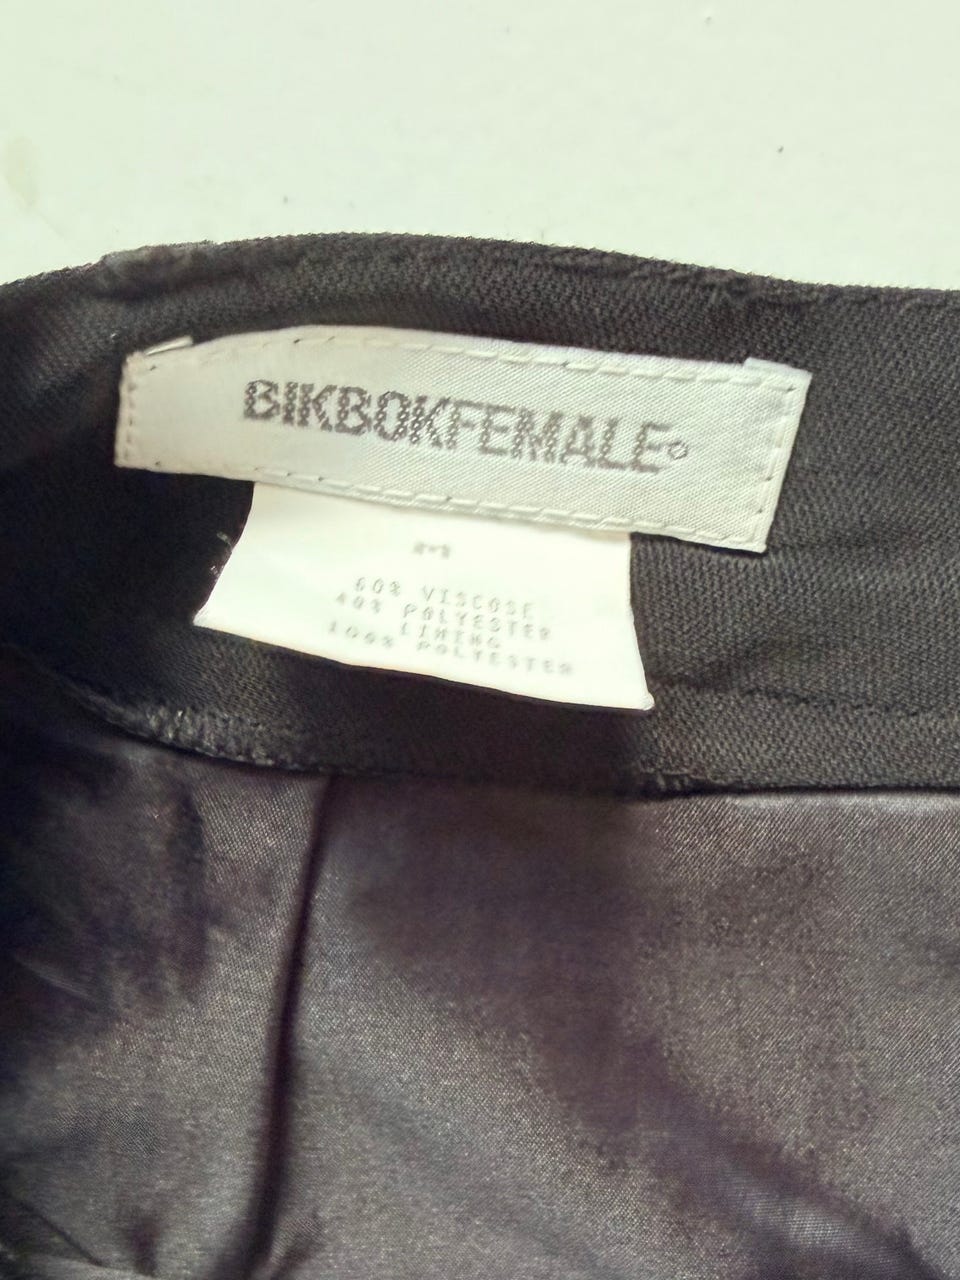 BIKBOKFEMALE°
M
60% VISCOSE
40% POLYESTER
LINING
100% POLYESTER